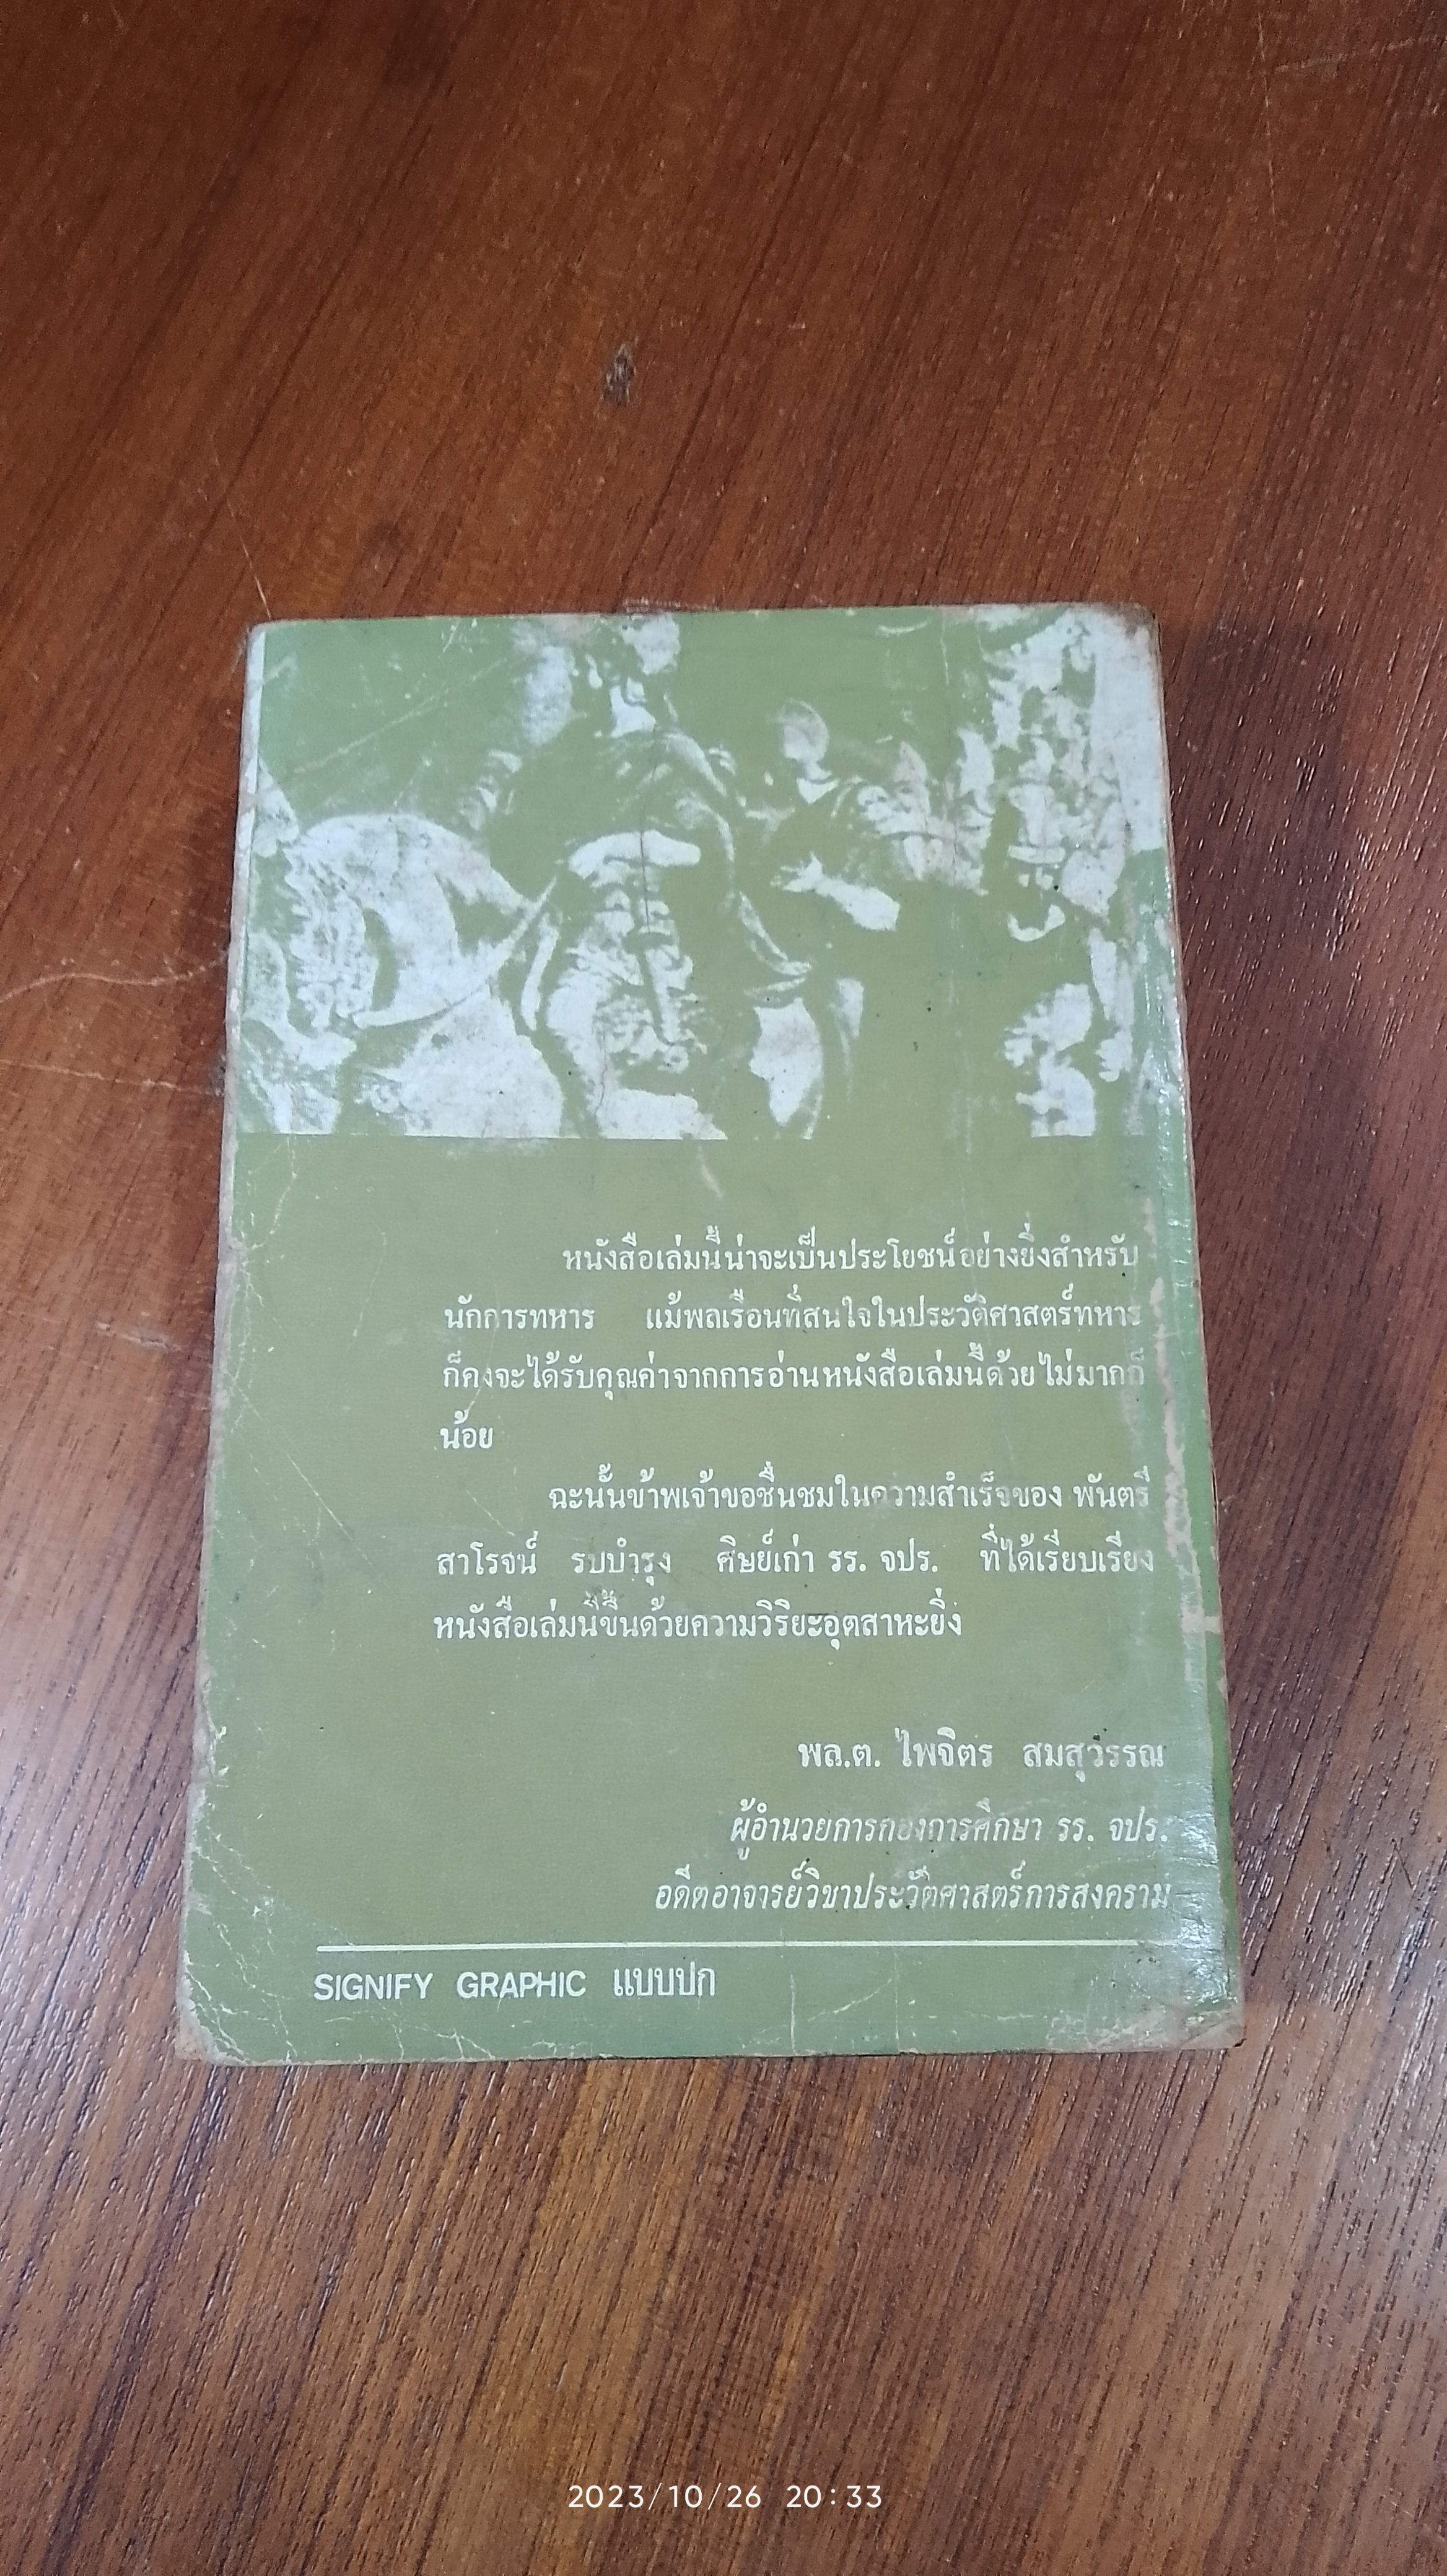 หนังสือเล่มนี้น่าจะเป็นประโยชน์อย่างยิ่งสำหรับ
นักการทหาร แม้พลเรือนที่สนใจในประวัติศาสตร์ทหาร
ก็คงจะได้รับคุณค่าจากการอ่านหนังสือเล่มนี้ด้วยไม่มากก็
น้อย
ฉะนั้นข้าพเจ้าขอชื่นชมในความสำเร็จของ พันตรี
สาโรจน์ รบบำรุง ศิษย์เก่า รร. จปร. ที่ได้เรียบเรียง
หนังสือเล่มนี้ขึ้นด้วยความวิริยะอุตสาหะยิ่ง
พล.ต. ไพจิตร สมสุวรรณ
ผู้อำนวยการกองการศึกษา รร. จปร.
อดีตอาจารย์วิชาประวัติศาสตร์การสงคราม
SIGNIFY GRAPHIC แบบปก
2023/10/26 20:33